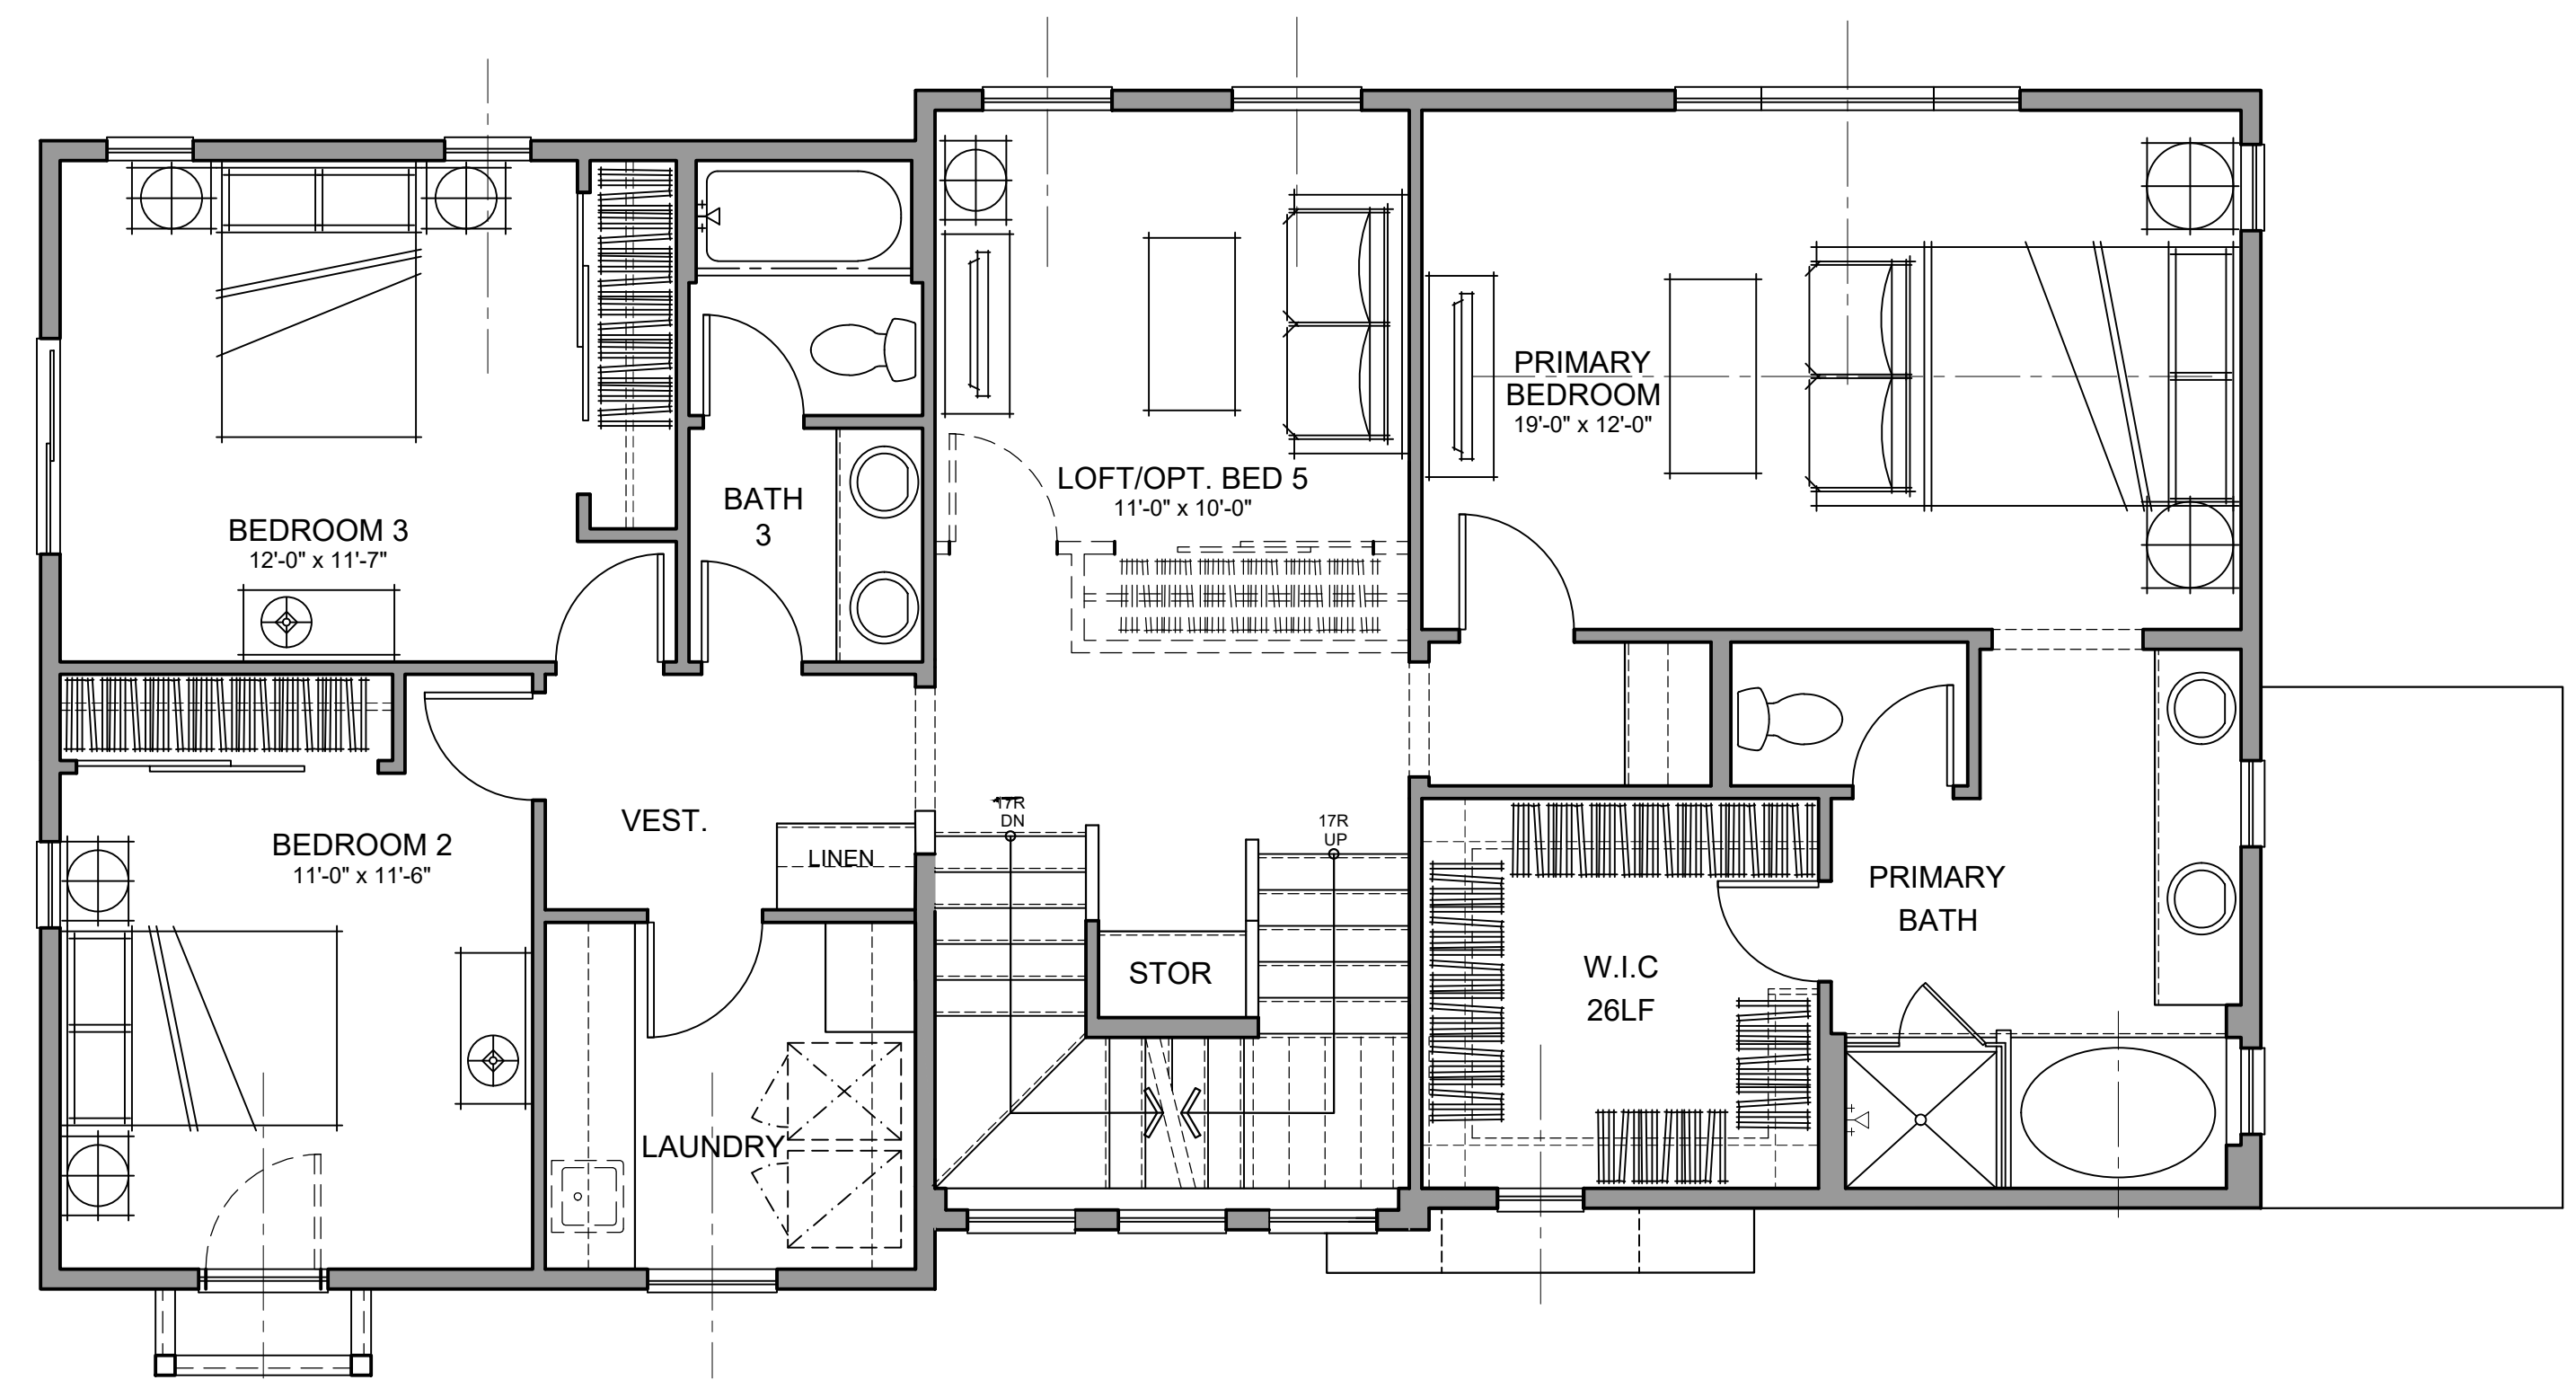 PRIMARY
BEDROOM
19'-0" x 12'-0"
LOFT/OPT. BED 5
11'-0" x 10'-0"
BATH
3
BEDROOM 3
12'-0" x 11'-7"
VEST.
LINEN
17R
DN
17R
UP
BEDROOM 2
11'-0" x 11'-6"
PRIMARY
BATH
STOR
W.I.C
26LF
LAUNDRY